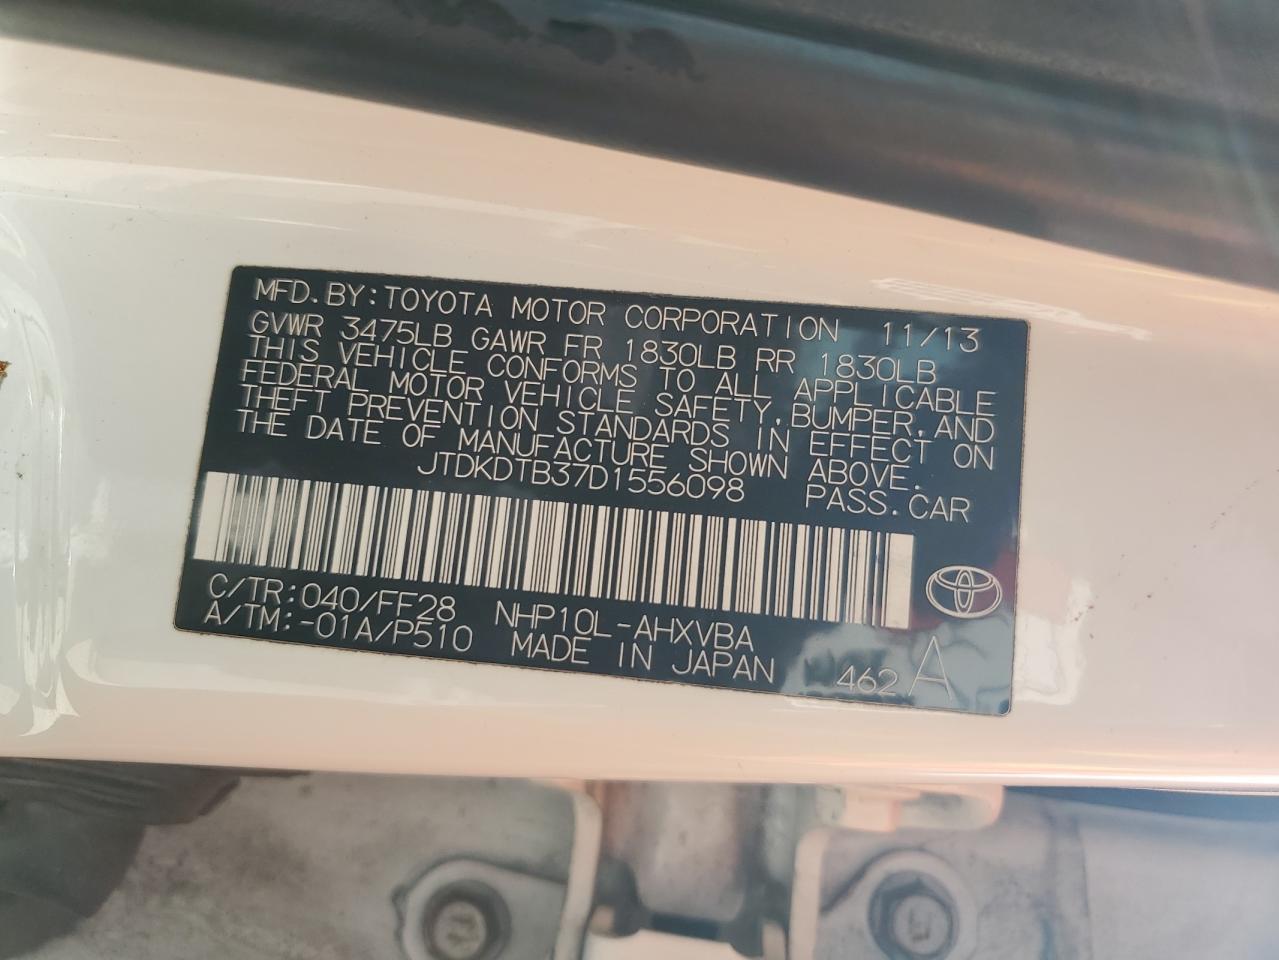 MFD.BY:TOYOTA MOTOR CORPORATION 11/13
GVWR 3475LB GAWR FR 1830LB RR 1830LB
THIS VEHICLE CONFORMS TO ALL APPLICABLE
FEDERAL MOTOR VEHICLE SAFETY,BUMPER,AND
THEFT PREVENTION STANDARDS IN EFFECT ON
THE DATE OF MANUFACTURE SHOWN ABOVE.
JTDKDTB37D1556098 PASS.CAR
C/TR:040/FF28 NHP10L-AHXVBA
A/TM:-01A/P510 MADE IN JAPAN 462 A